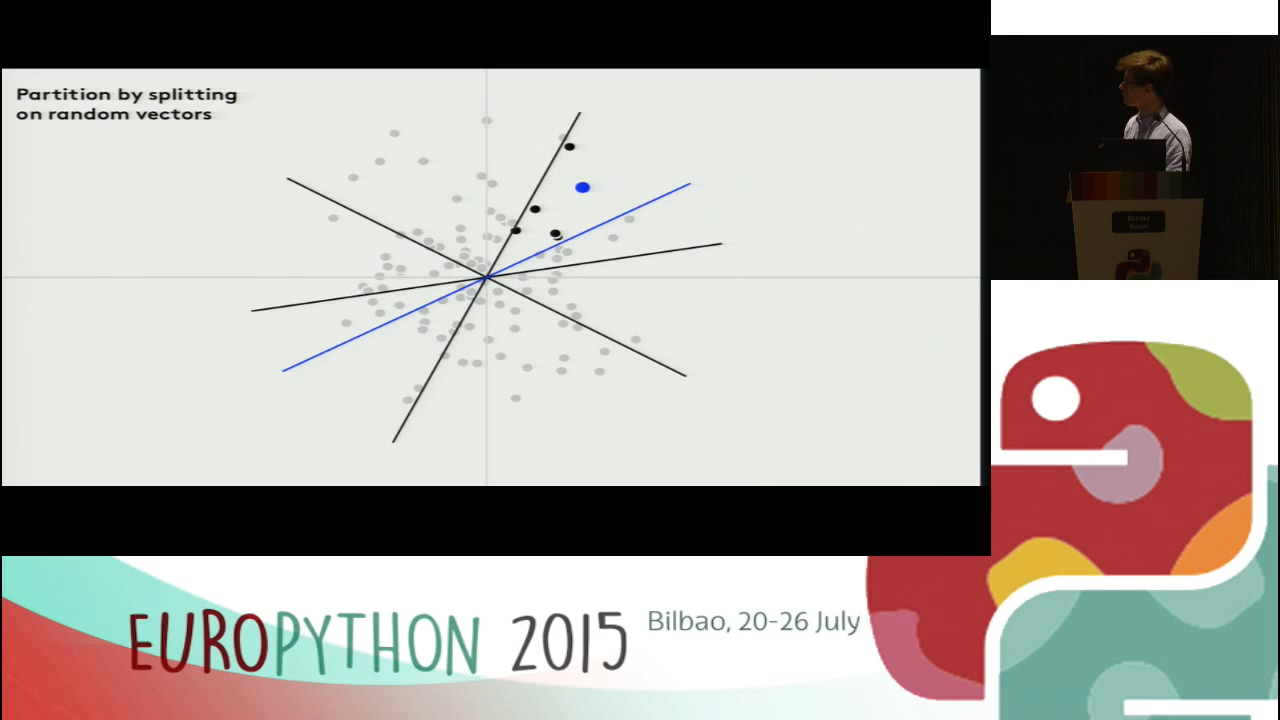 Partition by splitting
on random vectors
EUROPYTHON 2015
Bilbao, 20-26 July